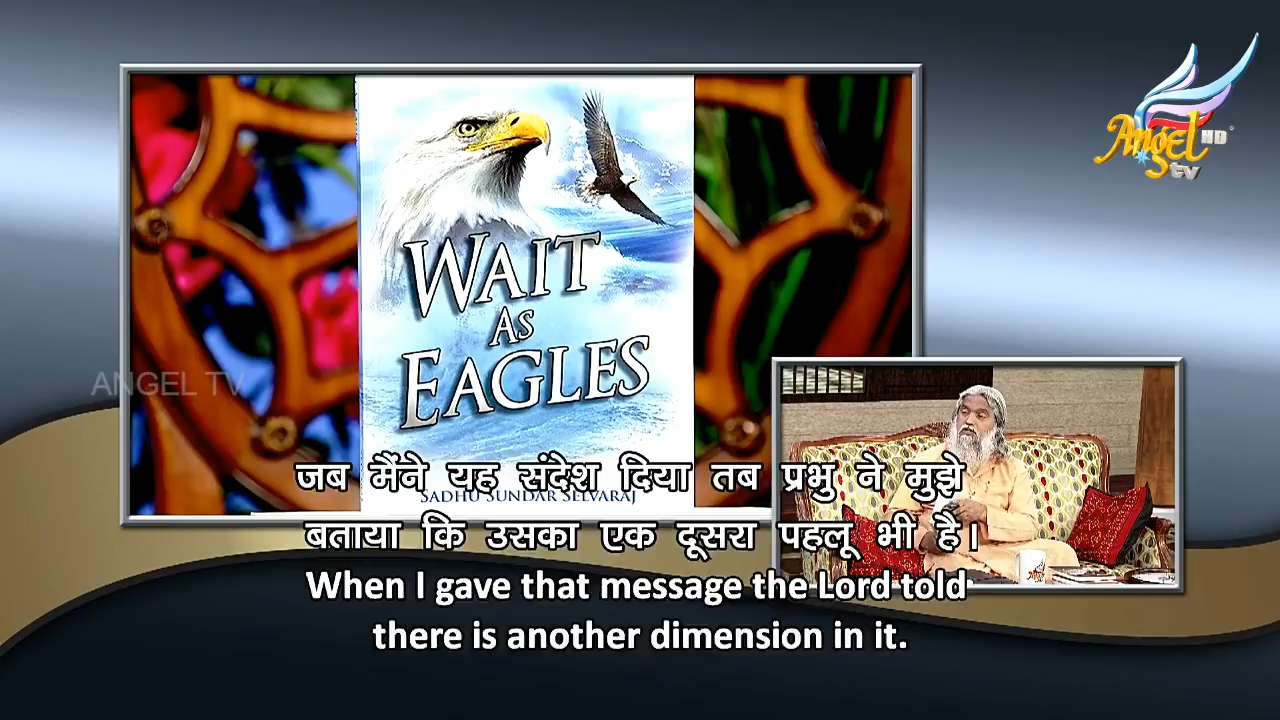 Angel HD
tv
WAIT
AS
EAGLES
SADHU SUNDAR SELVARAJ
ANGEL TV
जब मैंने यह संदेश दिया तब प्रभु ने मुझे
बताया कि उसका एक दूसरा पहलू भी है।
When I gave that message the Lord told
there is another dimension in it.